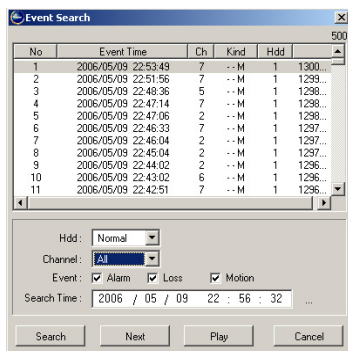 Event Search
500
No Event Time Ch Kind Hdd
1 2006/05/09 22:53:49 7 - - M 1 1300...
2 2006/05/09 22:51:56 7 - - M 1 1299...
3 2006/05/09 22:48:36 5 - - M 1 1298...
4 2006/05/09 22:47:14 7 - - M 1 1298...
5 2006/05/09 22:47:06 2 - - M 1 1298...
6 2006/05/09 22:46:33 7 - - M 1 1297...
7 2006/05/09 22:46:04 2 - - M 1 1297...
8 2006/05/09 22:45:04 2 - - M 1 1297...
9 2006/05/09 22:44:02 2 - - M 1 1296...
10 2006/05/09 22:43:02 6 - - M 1 1296...
11 2006/05/09 22:42:51 7 - - M 1 1296...
Hdd : Normal
Channel : All
Event : Alarm Loss Motion
Search Time : 2006 / 05 / 09 22 : 56 : 32 ...
Search Next Play Cancel